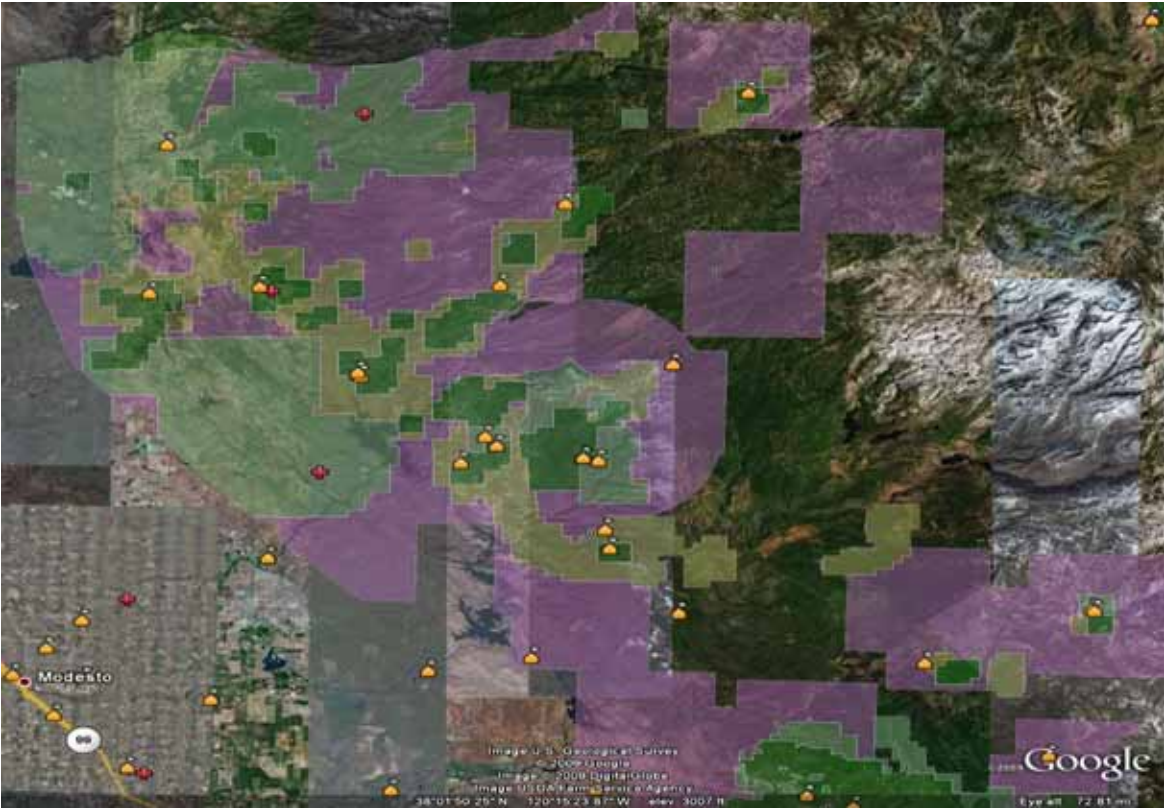 Modesto
Image U.S. Geological Survey
© 2009 Google
Image © 2009 DigitalGlobe
Image USDA Farm Service Agency
Google
38°01'50.25" N 120°15'23.87" W elev 3007 ft
Eye alt 72.81 mi